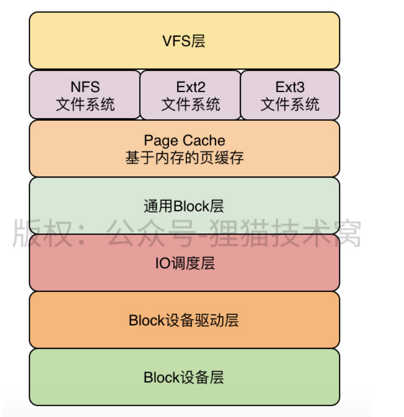 VFS层
NFS
文件系统
Ext2
文件系统
Ext3
文件系统
Page Cache
基于内存的页缓存
通用Block层
版权：公众号-狸猫技术窝
IO调度层
Block设备驱动层
Block设备层